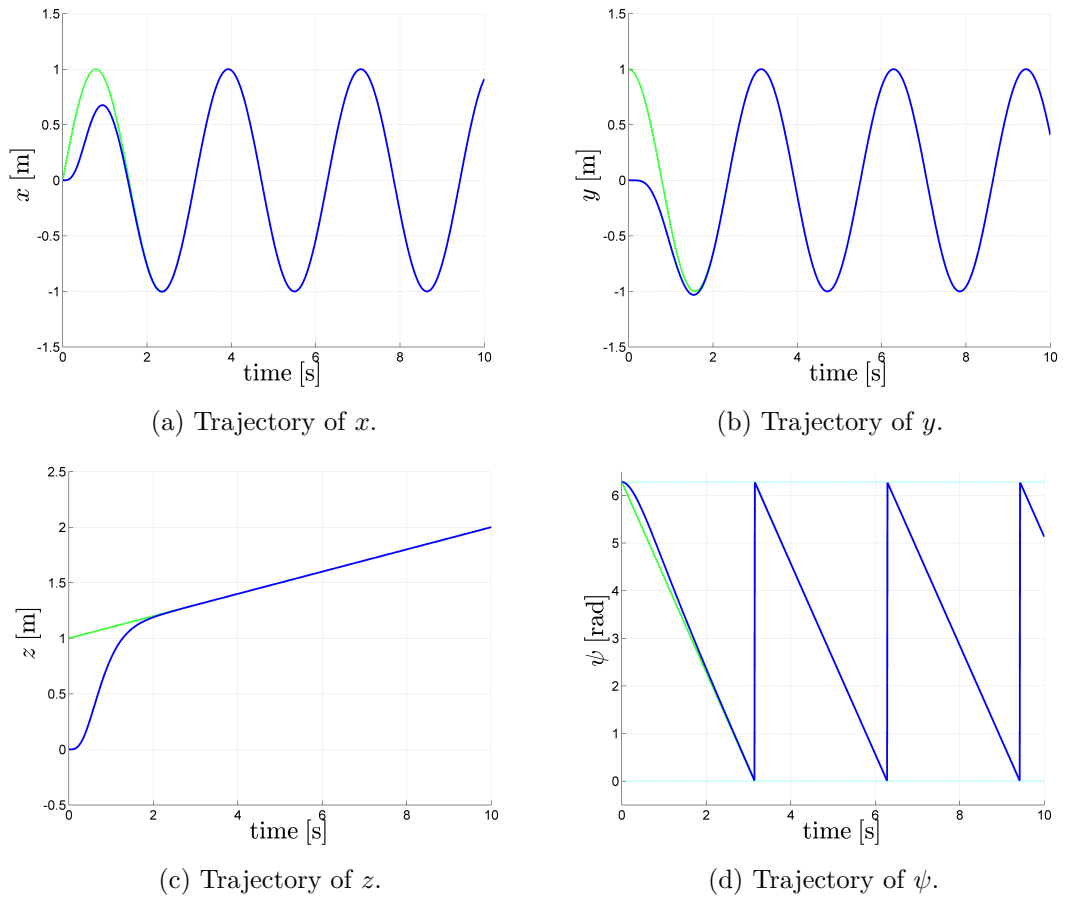 1.5
1
0.5
0
-0.5
-1
-1.5
x [m]
0 2 4 6 8 10
time [s]
(a) Trajectory of x.
1.5
1
0.5
0
-0.5
-1
-1.5
y [m]
0 2 4 6 8 10
time [s]
(b) Trajectory of y.
2.5
2
1.5
1
0.5
0
-0.5
z [m]
0 2 4 6 8 10
time [s]
(c) Trajectory of z.
6
5
4
3
2
1
0
ψ [rad]
0 2 4 6 8 10
time [s]
(d) Trajectory of ψ.